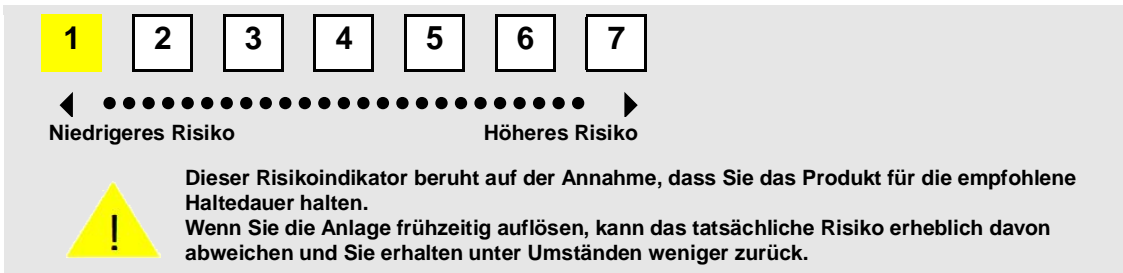 1 2 3 4 5 6 7
Niedrigeres Risiko Höheres Risiko
Dieser Risikoindikator beruht auf der Annahme, dass Sie das Produkt für die empfohlene
Haltedauer halten.
Wenn Sie die Anlage frühzeitig auflösen, kann das tatsächliche Risiko erheblich davon
abweichen und Sie erhalten unter Umständen weniger zurück.
!